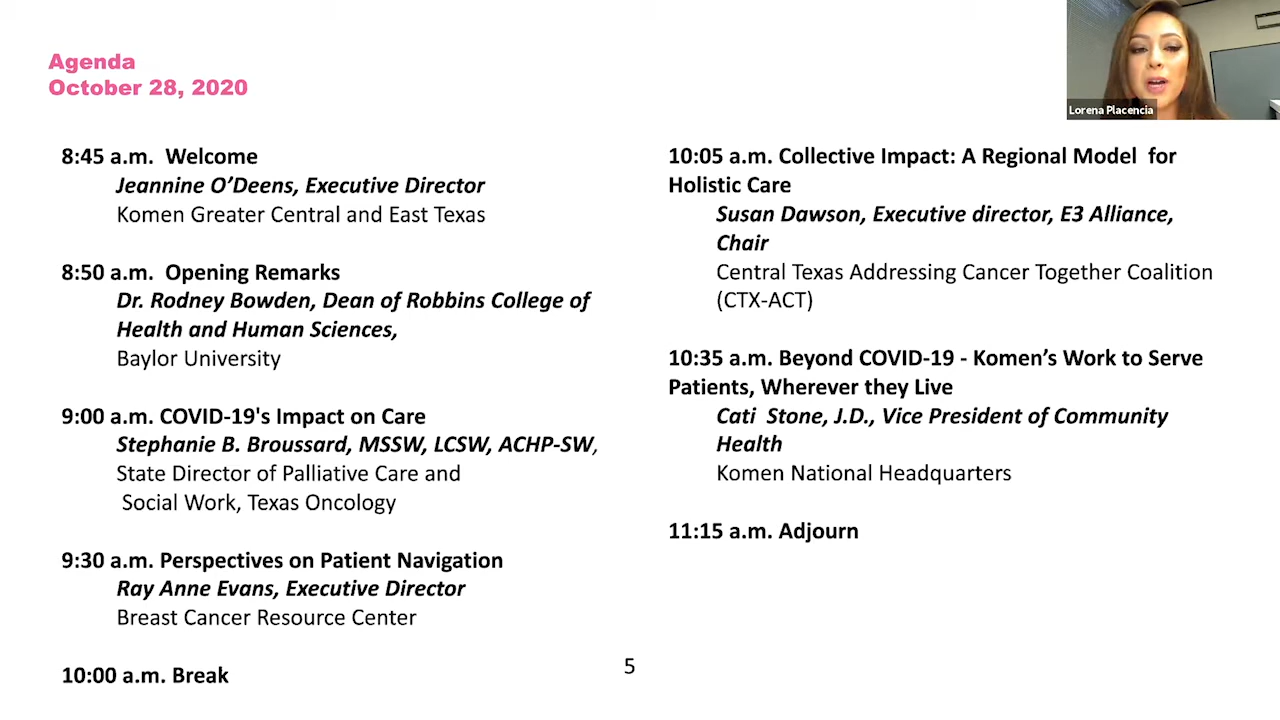 Agenda
October 28, 2020
8:45 a.m.  Welcome
Jeannine O’Deens, Executive Director
Komen Greater Central and East Texas
8:50 a.m.  Opening Remarks
Dr. Rodney Bowden, Dean of Robbins College of
Health and Human Sciences,
Baylor University
9:00 a.m. COVID-19's Impact on Care
Stephanie B. Broussard, MSSW, LCSW, ACHP-SW,
State Director of Palliative Care and
Social Work, Texas Oncology
9:30 a.m. Perspectives on Patient Navigation
Ray Anne Evans, Executive Director
Breast Cancer Resource Center
10:00 a.m. Break
10:05 a.m. Collective Impact: A Regional Model  for
Holistic Care
Susan Dawson, Executive director, E3 Alliance,
Chair
Central Texas Addressing Cancer Together Coalition
(CTX-ACT)
10:35 a.m. Beyond COVID-19 - Komen’s Work to Serve
Patients, Wherever they Live
Cati  Stone, J.D., Vice President of Community
Health
Komen National Headquarters
11:15 a.m. Adjourn
5
Lorena Placencia